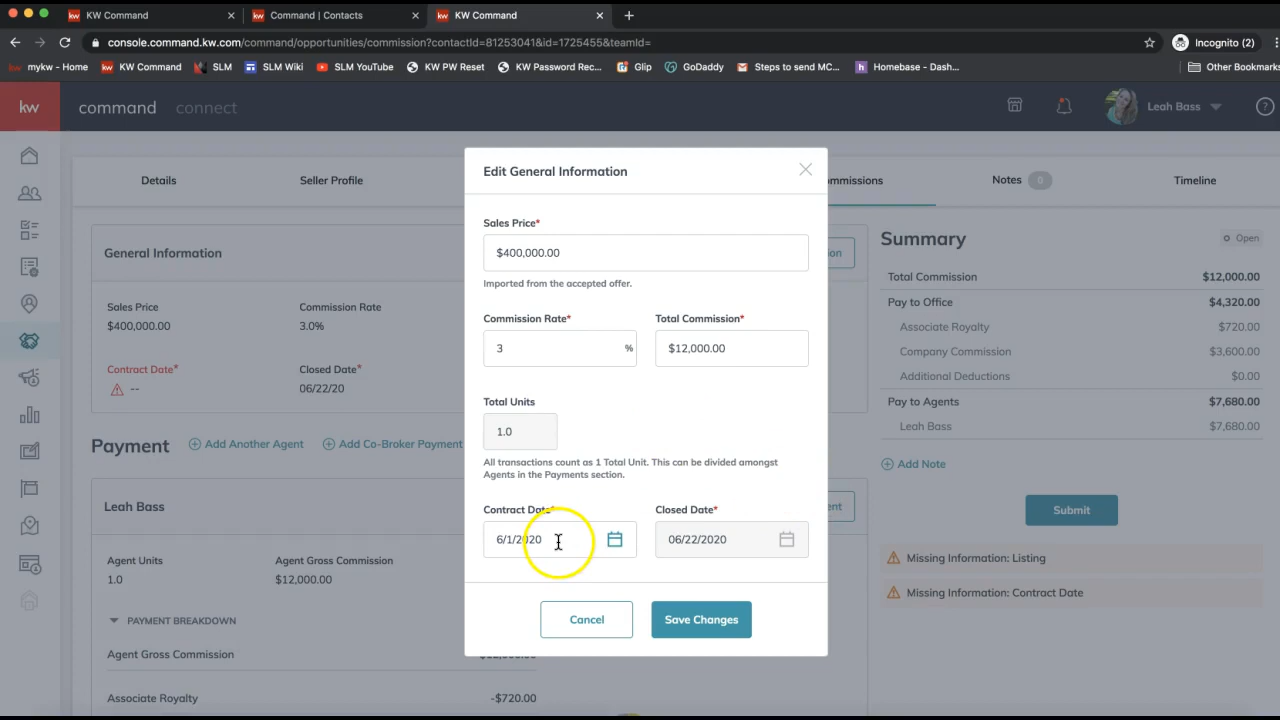 KW Command
Command | Contacts
KW Command
console.command.kw.com/command/opportunities/commission?contactId=81253041&id=1725455&teamId=
Incognito (2)
mykw - Home
KW Command
SLM
SLM Wiki
SLM YouTube
KW PW Reset
KW Password Rec...
Glip
GoDaddy
Steps to send MC...
Homebase - Dash...
Other Bookmarks
kw
command
connect
Leah Bass
Details
Seller Profile
mmissions
Notes 0
Timeline
General Information
Sales Price
$400,000.00
Commission Rate
3.0%
Contract Date*
--
Closed Date*
06/22/20
on
Payment
Add Another Agent
Add Co-Broker Payment
Leah Bass
ent
Agent Units
1.0
Agent Gross Commission
$12,000.00
PAYMENT BREAKDOWN
Agent Gross Commission
$12,000.00
Associate Royalty
-$720.00
Edit General Information
Sales Price*
$400,000.00
Imported from the accepted offer.
Commission Rate*
3 %
Total Commission*
$12,000.00
Total Units
1.0
All transactions count as 1 Total Unit. This can be divided amongst
Agents in the Payments section.
Contract Date*
6/1/2020
Closed Date*
06/22/2020
Cancel
Save Changes
Summary
Open
Total Commission $12,000.00
Pay to Office $4,320.00
Associate Royalty $720.00
Company Commission $3,600.00
Additional Deductions $0.00
Pay to Agents $7,680.00
Leah Bass $7,680.00
Add Note
Submit
Missing Information: Listing
Missing Information: Contract Date